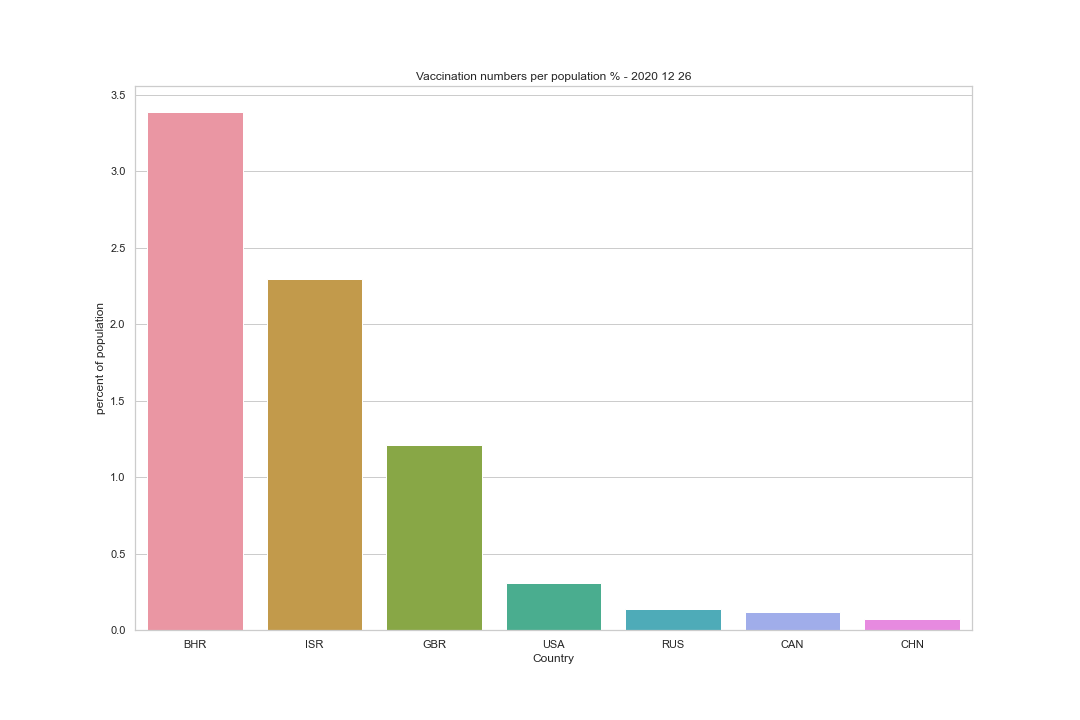 Vaccination numbers per population % - 2020 12 26
3.5
3.0
2.5
2.0
1.5
1.0
0.5
0.0
percent of population
BHR ISR GBR USA RUS CAN CHN
Country